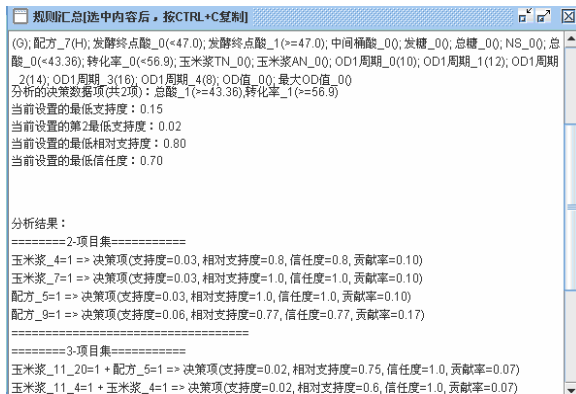 规则汇总[选中内容后，按CTRL+C复制]
(G); 配方_7(H); 发酵终点酸_0(<47.0); 发酵终点酸_1(>=47.0); 中间桶酸_0(); 发糖_0(); 总糖_0(); NS_0(); 总
酸_0(<43.36); 转化率_0(<56.9); 玉米浆TN_0(); 玉米浆AN_0(); OD1周期_0(10); OD1周期_1(12); OD1周期
_2(14); OD1周期_3(16); OD1周期_4(8); OD值_0(); 最大OD值_0()
分析的决策数据项(共2项)：总酸_1(>=43.36),转化率_1(>=56.9)
当前设置的最低支持度：0.15
当前设置的第2最低支持度：0.02
当前设置的最低相对支持度：0.80
当前设置的最低信任度：0.70
分析结果：
========2-项目集===========
玉米浆_4=1 => 决策项(支持度=0.03, 相对支持度=0.8, 信任度=0.8, 贡献率=0.10)
玉米浆_7=1 => 决策项(支持度=0.03, 相对支持度=1.0, 信任度=1.0, 贡献率=0.10)
配方_5=1 => 决策项(支持度=0.03, 相对支持度=1.0, 信任度=1.0, 贡献率=0.10)
配方_9=1 => 决策项(支持度=0.06, 相对支持度=0.77, 信任度=0.77, 贡献率=0.17)
===================================
========3-项目集===========
玉米浆_11_20=1 + 配方_5=1 => 决策项(支持度=0.02, 相对支持度=0.75, 信任度=1.0, 贡献率=0.07)
玉米浆_11_4=1 + 玉米浆_4=1 => 决策项(支持度=0.02, 相对支持度=0.6, 信任度=1.0, 贡献率=0.07)